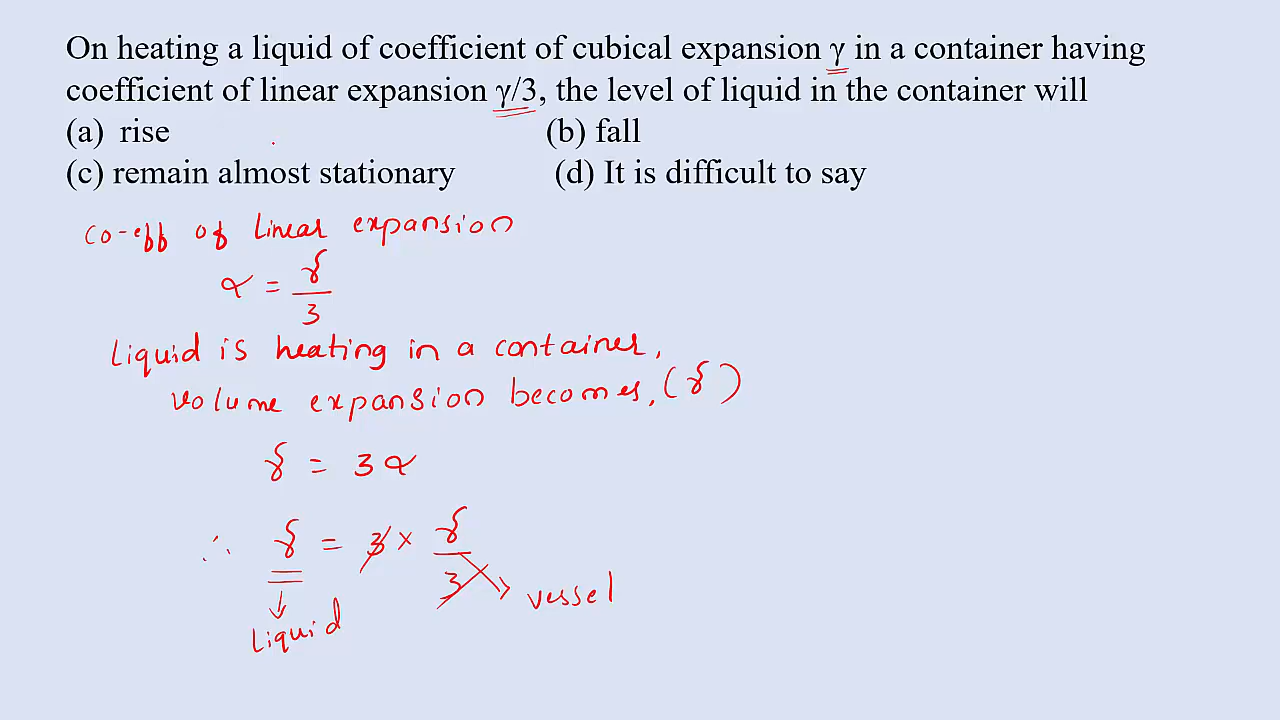 On heating a liquid of coefficient of cubical expansion γ in a container having
coefficient of linear expansion γ/3, the level of liquid in the container will
(a) rise (b) fall
(c) remain almost stationary (d) It is difficult to say
co-eff of linear expansion
α = γ/3
liquid is heating in a container,
volume expansion becomes, (γ)
γ = 3α
∴ γ = 3 × γ/3
vessel
liquid